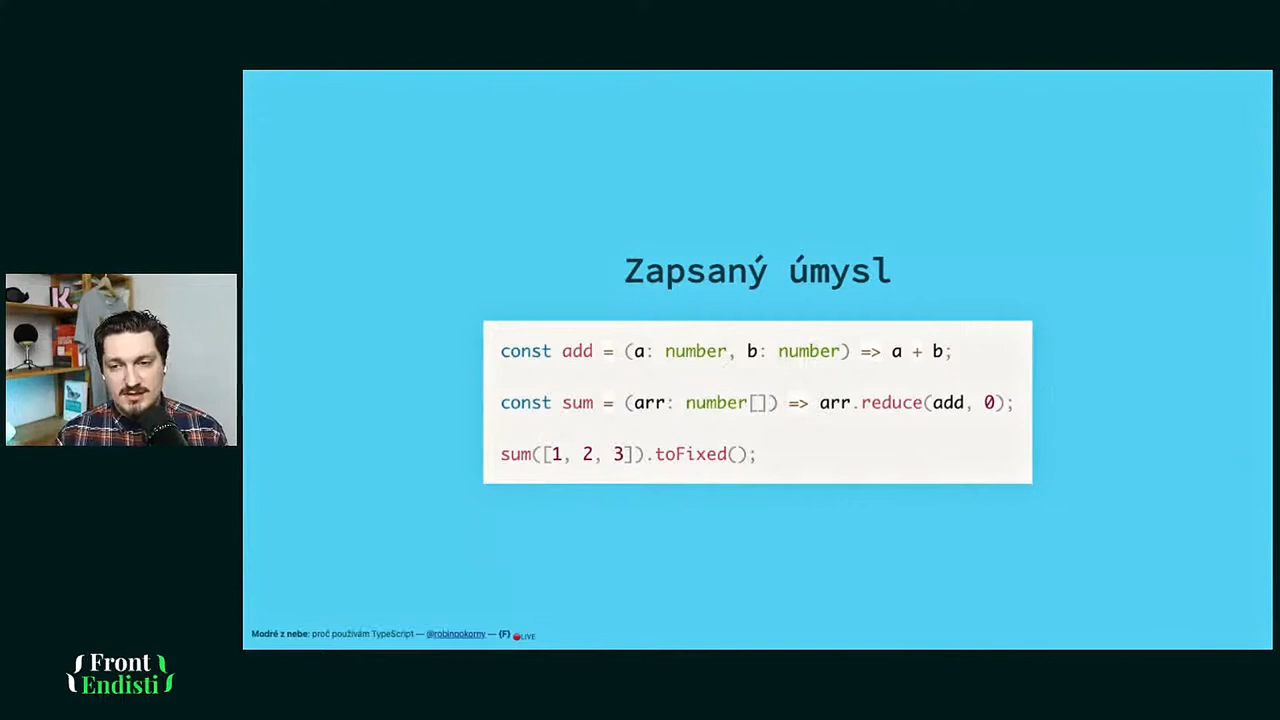 Zapsaný úmysl
const add = (a: number, b: number) => a + b;
const sum = (arr: number[]) => arr.reduce(add, 0);
sum([1, 2, 3]).toFixed();
K.
Modré z nebe: proč používám TypeScript — @robinpokorny — {F} 🔴LIVE
{Front
Endisti}